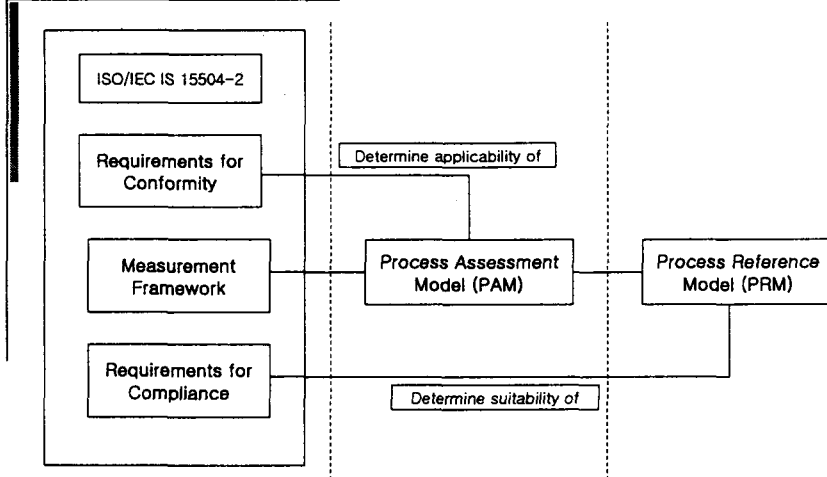 ISO/IEC IS 15504-2
Requirements for
Conformity
Determine applicability of
Measurement
Framework
Process Assessment
Model (PAM)
Process Reference
Model (PRM)
Requirements for
Compliance
Determine suitability of